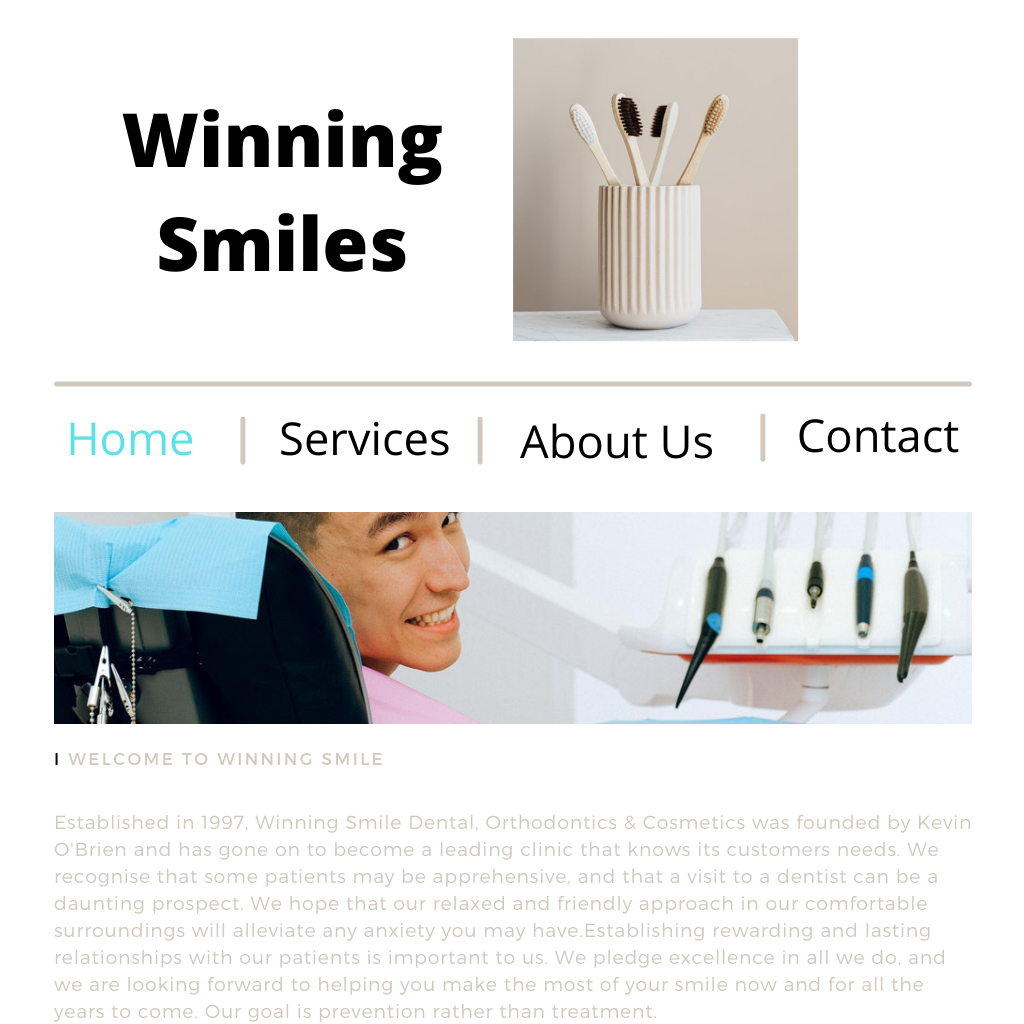 Winning
Smiles
Home | Services | About Us | Contact
I WELCOME TO WINNING SMILE
Established in 1997, Winning Smile Dental, Orthodontics & Cosmetics was founded by Kevin
O'Brien and has gone on to become a leading clinic that knows its customers needs. We
recognise that some patients may be apprehensive, and that a visit to a dentist can be a
daunting prospect. We hope that our relaxed and friendly approach in our comfortable
surroundings will alleviate any anxiety you may have.Establishing rewarding and lasting
relationships with our patients is important to us. We pledge excellence in all we do, and
we are looking forward to helping you make the most of your smile now and for all the
years to come. Our goal is prevention rather than treatment.